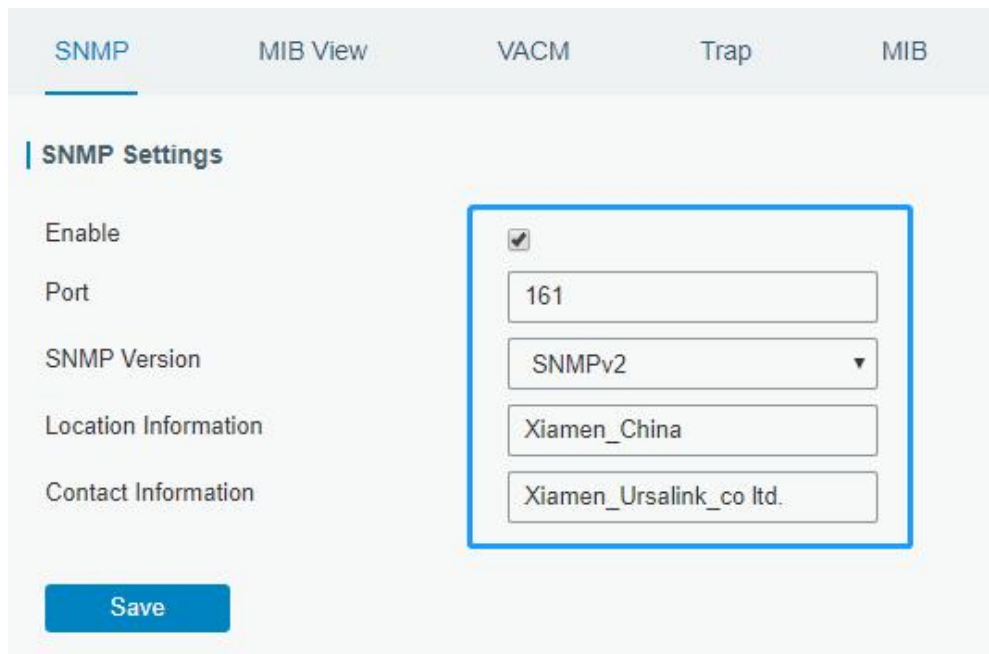 SNMP MIB View VACM Trap MIB
SNMP Settings
Enable
Port 161
SNMP Version SNMPv2
Location Information Xiamen_China
Contact Information Xiamen_Ursalink_co ltd.
Save